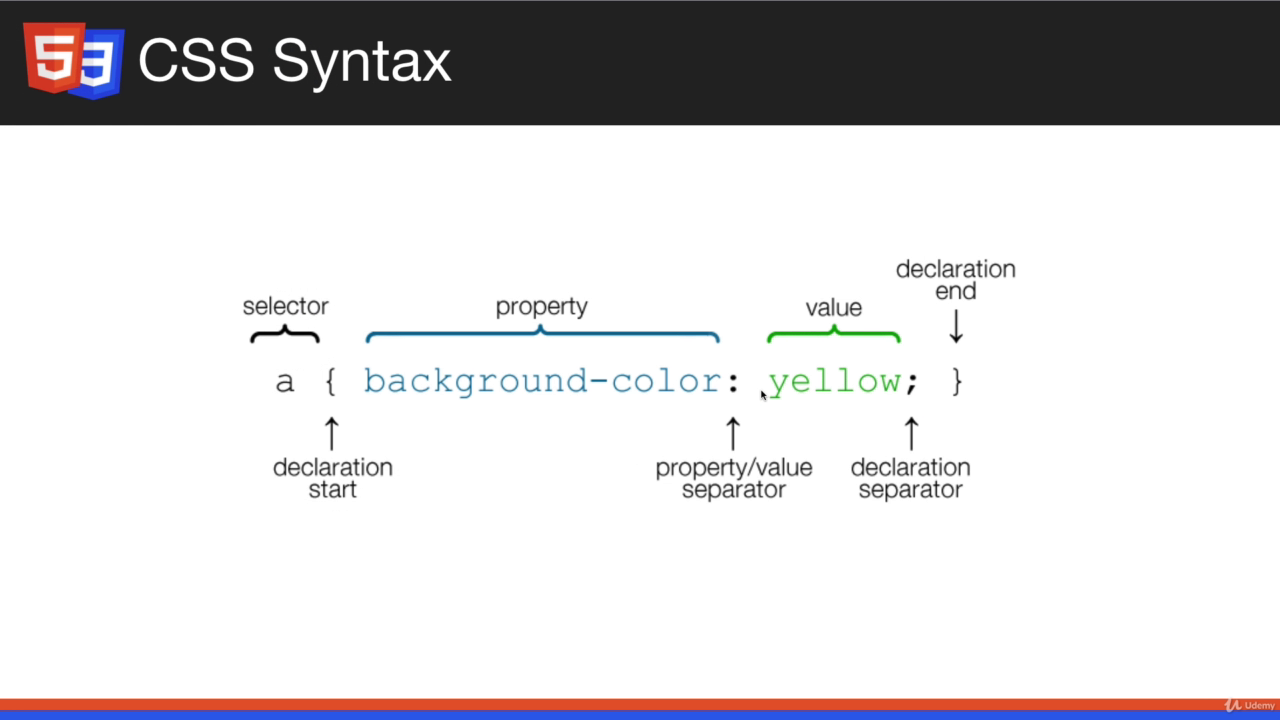 5 3 CSS Syntax
declaration
end
selector property value
a { background-color: yellow; }
declaration
start
property/value
separator
declaration
separator
Udemy